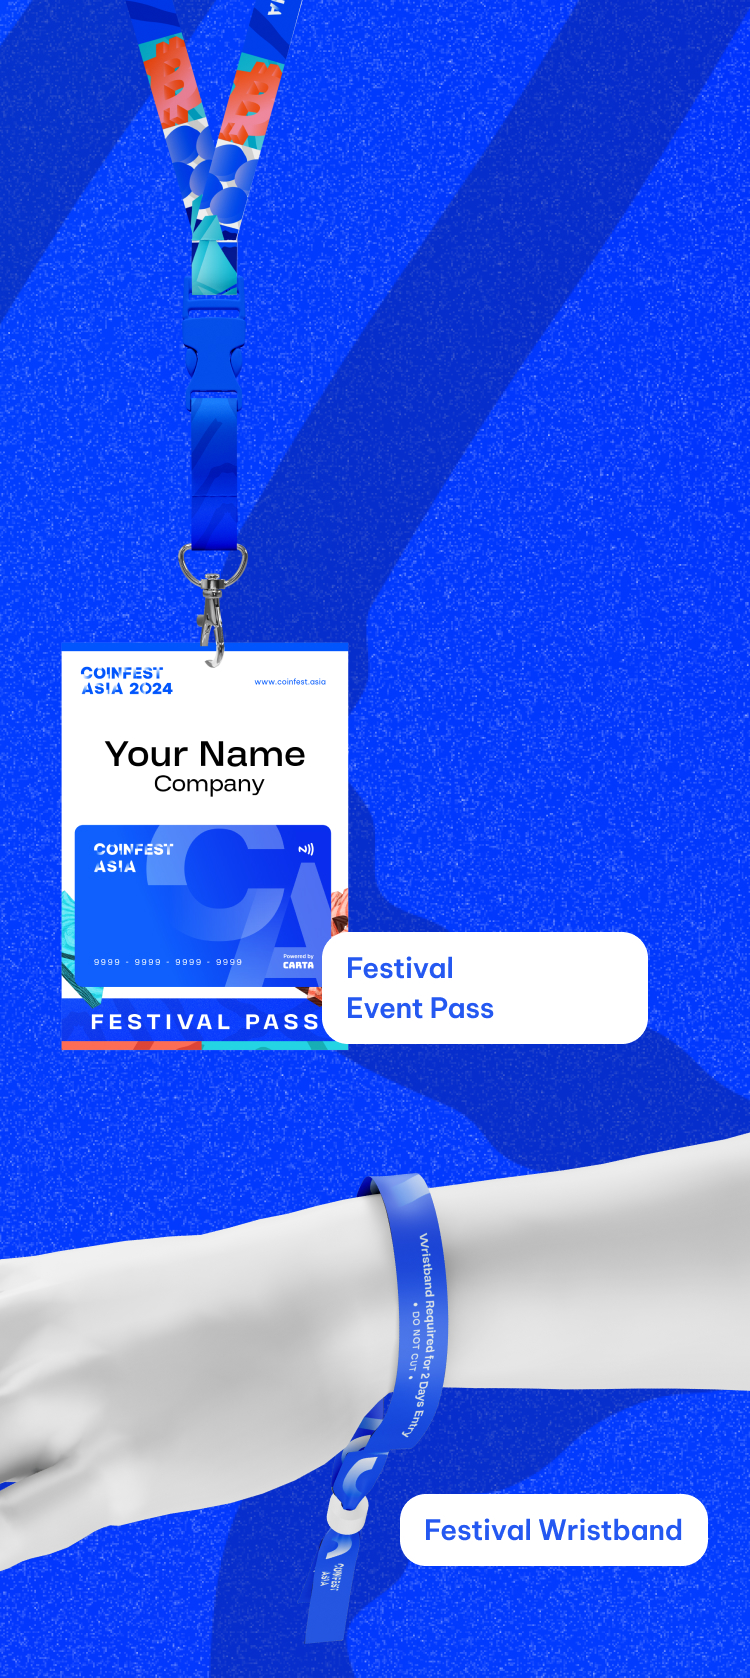 COINFEST
ASIA 2024
www.coinfest.asia
Your Name
Company
COINFEST
ASIA
9999 - 9999 - 9999 - 9999
Powered by
CARTA
FESTIVAL PASS
Festival
Event Pass
Wristband Required for 2 Days Entry
• DO NOT CUT •
Festival Wristband
COINFEST
ASIA